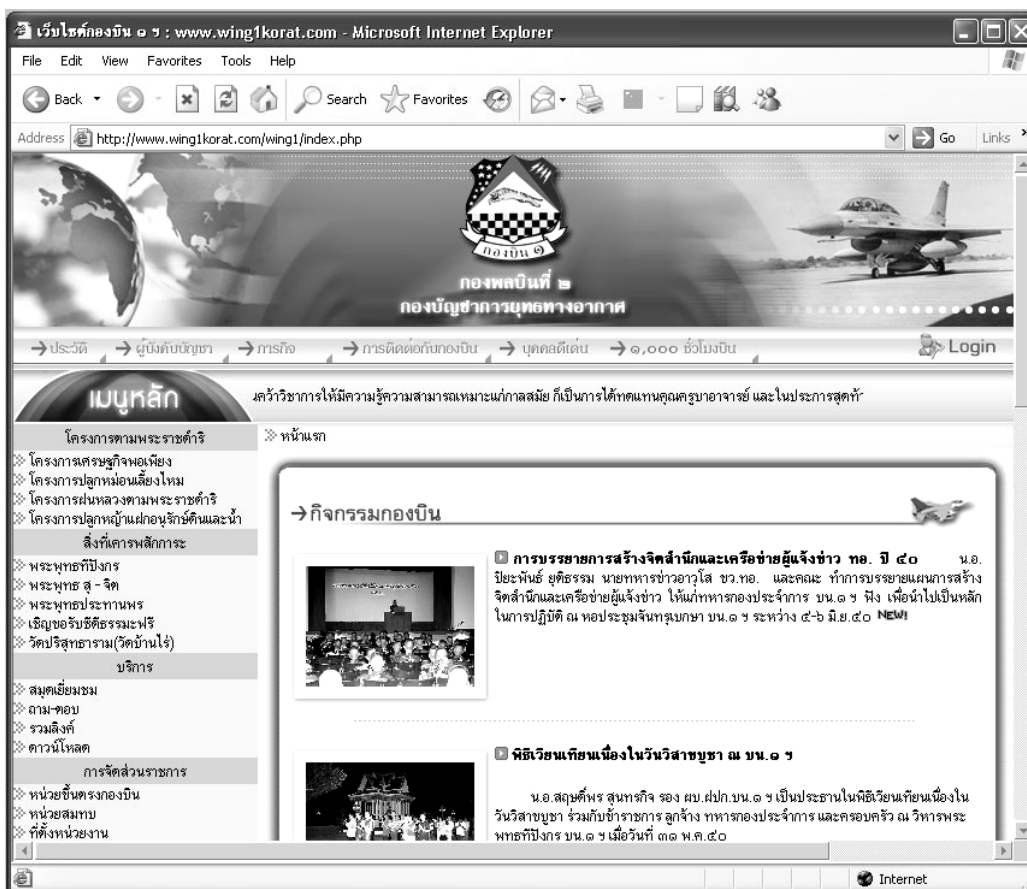 เว็บไซต์กองบิน ๑ ฯ : www.wing1korat.com - Microsoft Internet Explorer
File Edit View Favorites Tools Help
Back Search Favorites
Address http://www.wing1korat.com/wing1/index.php Go Links
กองบิน ๑
กองพลบินที่ ๒
กองบัญชาการยุทธทางอากาศ
ประวัติ ผู้บังคับบัญชา ภารกิจ การติดต่อกับกองบิน บุคคลดีเด่น ๑,๐๐๐ ชั่วโมงบิน Login
เมนูหลัก
นคว้าวิชาการให้มีความรู้ความสามารถเหมาะแก่กาลสมัย ก็เป็นการได้ทดแทนคุณครูบาอาจารย์ และในประการสุดท้
โครงการตามพระราชดำริ
โครงการเศรษฐกิจพอเพียง
โครงการปลูกหม่อนเลี้ยงไหม
โครงการฝนหลวงตามพระราชดำริ
โครงการปลูกหญ้าแฝกอนุรักษ์ดินและน้ำ
สิ่งที่เคารพสักการะ
พระพุทธทีปังกร
พระพุทธ สุ - จิต
พระพุทธประทานพร
เชิญขอรับซีดีธรรมะฟรี
วัดปริสุทธาราม(วัดบ้านไร่)
บริการ
สมุดเยี่ยมชม
ถาม-ตอบ
รวมลิงค์
ดาวน์โหลด
การจัดส่วนราชการ
หน่วยขึ้นตรงกองบิน
หน่วยสมทบ
ที่ตั้งหน่วยงาน
หน้าแรก
กิจกรรมกองบิน
การบรรยายการสร้างจิตสำนึกและเครือข่ายผู้แจ้งข่าว ทอ. ปี ๕๐ น.อ.
ปิยะพันธ์ ยุติธรรม นายทหารข่าวอาวุโส ขว.ทอ. และคณะ ทำการบรรยายแผนการสร้าง
จิตสำนึกและเครือข่ายผู้แจ้งข่าว ให้แก่ทหารกองประจำการ บน.๑ ฯ ฟัง เพื่อนำไปเป็นหลัก
ในการปฏิบัติ ณ หอประชุมจันทรุเบกษา บน.๑ ฯ ระหว่าง ๕-๖ มิ.ย.๕๐ NEW!
พิธีเวียนเทียนเนื่องในวันวิสาขบูชา ณ บน.๑ ฯ
น.อ.สฤษดิ์พร สุนทรกิจ รอง ผบ.ฝปก.บน.๑ ฯ เป็นประธานในพิธีเวียนเทียนเนื่องใน
วันวิสาขบูชา ร่วมกับข้าราชการ ลูกจ้าง ทหารกองประจำการ และครอบครัว ณ วิหารพระ
พุทธทีปังกร บน.๑ ฯ เมื่อวันที่ ๓๑ พ.ค.๕๐
Internet